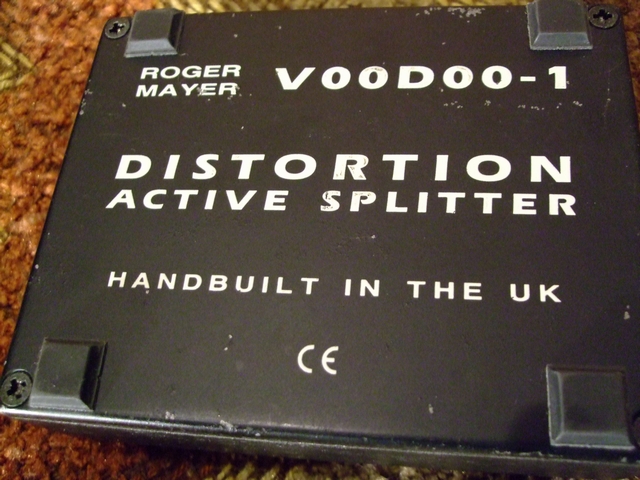 ROGER MAYER VOODOO-1
DISTORTION
ACTIVE SPLITTER
HANDBUILT IN THE UK
CE